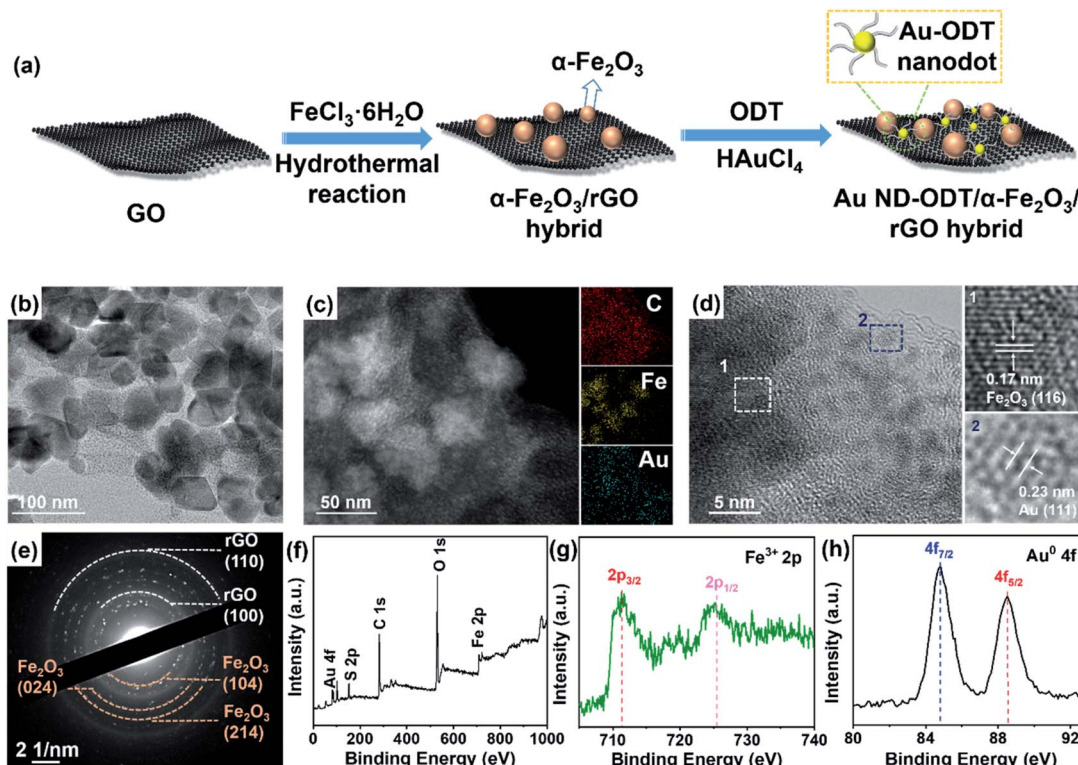 (a)
Au-ODT
nanodot
α-Fe₂O₃
FeCl₃·6H₂O
Hydrothermal
reaction
ODT
HAuCl₄
GO
α-Fe₂O₃/rGO
hybrid
Au ND-ODT/α-Fe₂O₃/
rGO hybrid
(b)
100 nm
(c)
50 nm
C
Fe
Au
(d)
1
2
5 nm
1
0.17 nm
Fe₂O₃ (116)
2
0.23 nm
Au (111)
(e)
rGO
(110)
rGO
(100)
Fe₂O₃
(024)
Fe₂O₃
(104)
Fe₂O₃
(214)
2 1/nm
(f)
Intensity (a.u.)
Au 4f
S 2p
C 1s
O 1s
Fe 2p
0 200 400 600 800 1000
Binding Energy (eV)
(g)
Fe³⁺ 2p
2p₃/₂
2p₁/₂
Intensity (a.u.)
710 720 730 740
Binding Energy (eV)
(h)
Au⁰ 4f
4f₇/₂
4f₅/₂
Intensity (a.u.)
80 84 88 92
Binding Energy (eV)